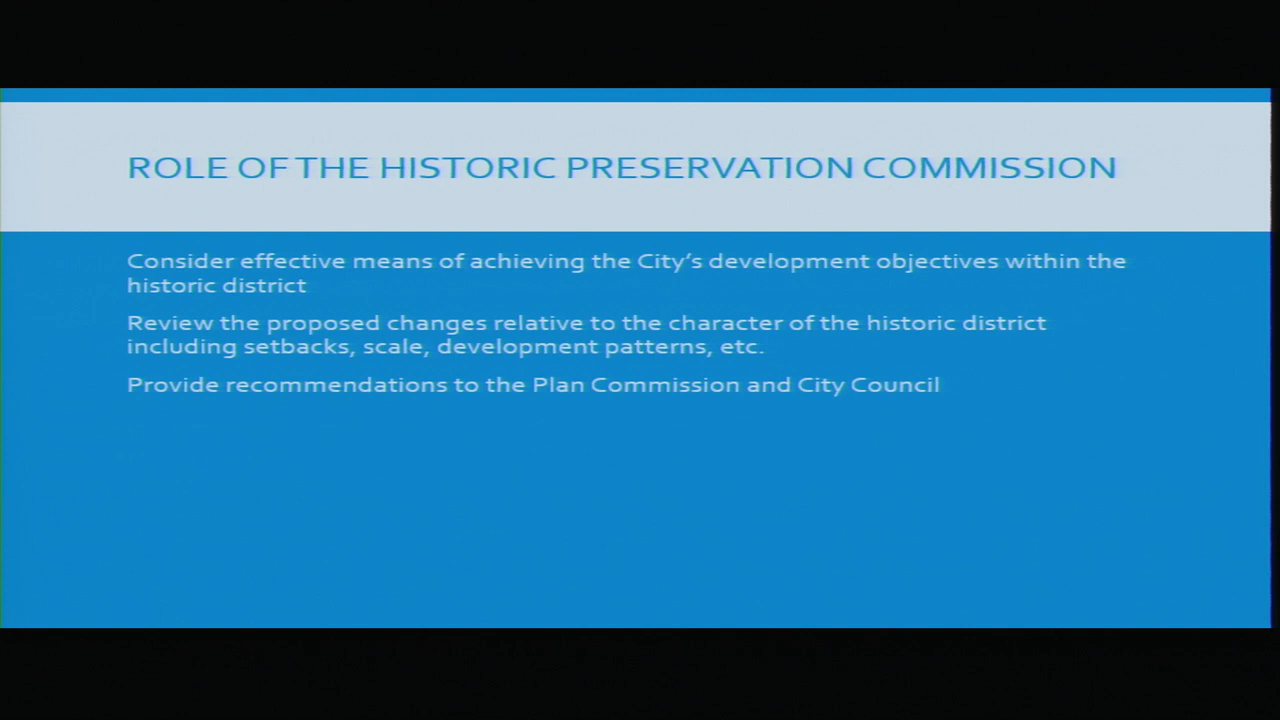 ROLE OF THE HISTORIC PRESERVATION COMMISSION
Consider effective means of achieving the City's development objectives within the
historic district
Review the proposed changes relative to the character of the historic district
including setbacks, scale, development patterns, etc.
Provide recommendations to the Plan Commission and City Council